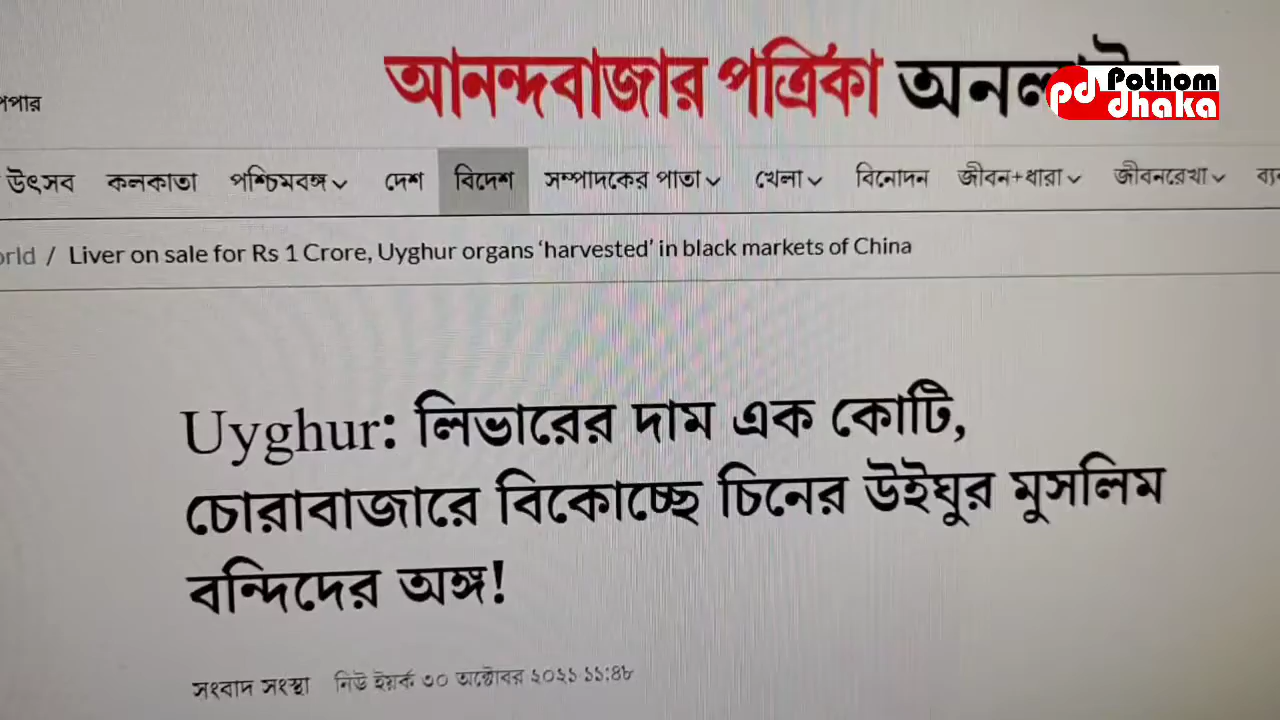 আনন্দবাজার পত্রিকা
pd Pothom dhaka
উৎসব কলকাতা পশ্চিমবঙ্গ দেশ বিদেশ সম্পাদকের পাতা খেলা বিনোদন জীবন+ধারা জীবনরেখা
/ Liver on sale for Rs 1 Crore, Uyghur organs ‘harvested’ in black markets of China
Uyghur: লিভারের দাম এক কোটি,
চোরাবাজারে বিকোচ্ছে চিনের উইঘুর মুসলিম
বন্দিদের অঙ্গ!
সংবাদ সংস্থা নিউ ইয়র্ক ৩০ অক্টোবর ২০২১ ১১:৪৮